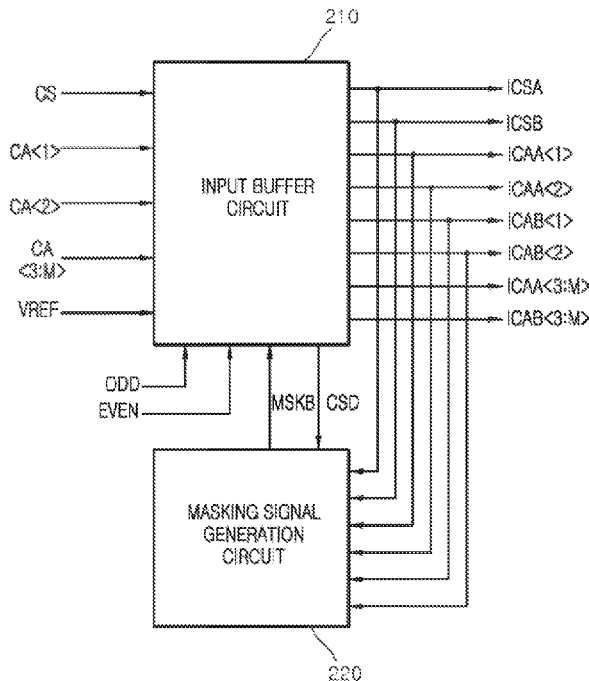 210
CS
CA<1>
CA<2>
CA
<3:M>
VREF
INPUT BUFFER
CIRCUIT
ICSA
ICSB
ICAA<1>
ICAA<2>
ICAB<1>
ICAB<2>
ICAA<3:M>
ICAB<3:M>
ODD
EVEN
MSKB
CSD
MASKING SIGNAL
GENERATION
CIRCUIT
220